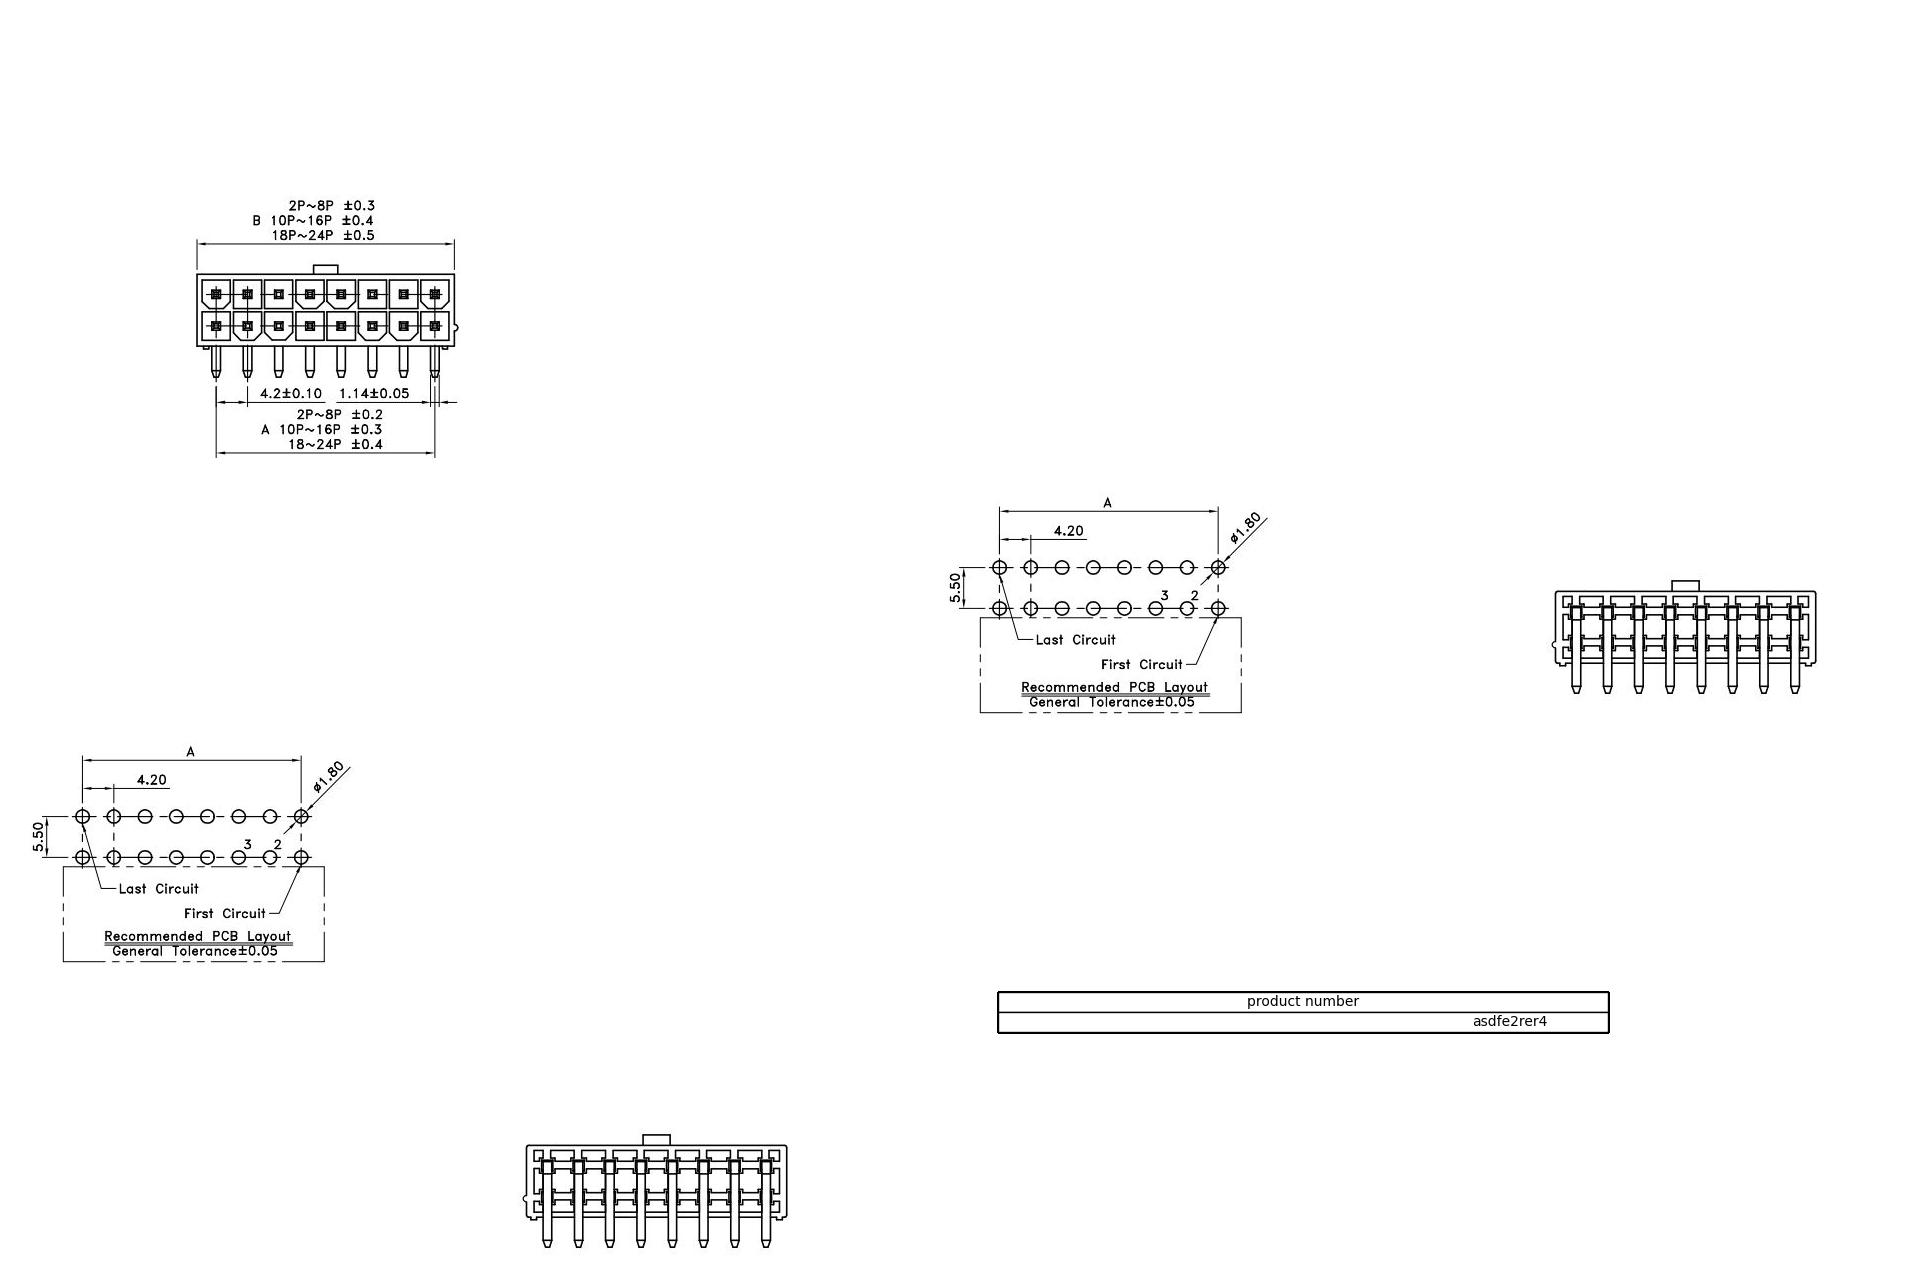 2P~8P ±0.3
B 10P~16P ±0.4
18P~24P ±0.5
4.2±0.10 1.14±0.05
2P~8P ±0.2
A 10P~16P ±0.3
18~24P ±0.4
A
4.20
ø1.80
5.50
3 2
Last Circuit
First Circuit
Recommended PCB Layout
General Tolerance±0.05
A
4.20
ø1.80
5.50
3 2
Last Circuit
First Circuit
Recommended PCB Layout
General Tolerance±0.05
product number
asdfe2rer4